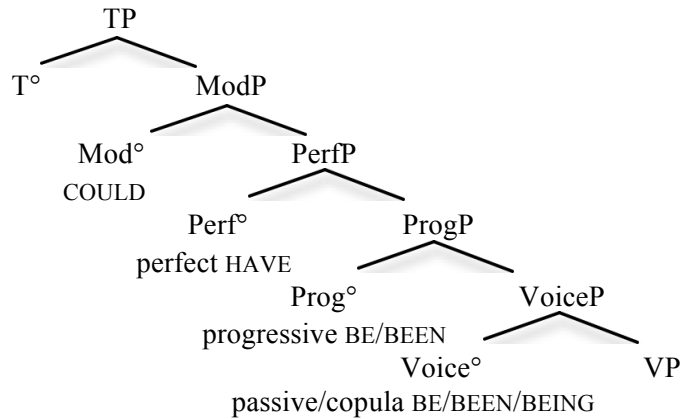 TP
T° ModP
Mod° PerfP
COULD
Perf° ProgP
perfect HAVE
Prog° VoiceP
progressive BE/BEEN
Voice° VP
passive/copula BE/BEEN/BEING